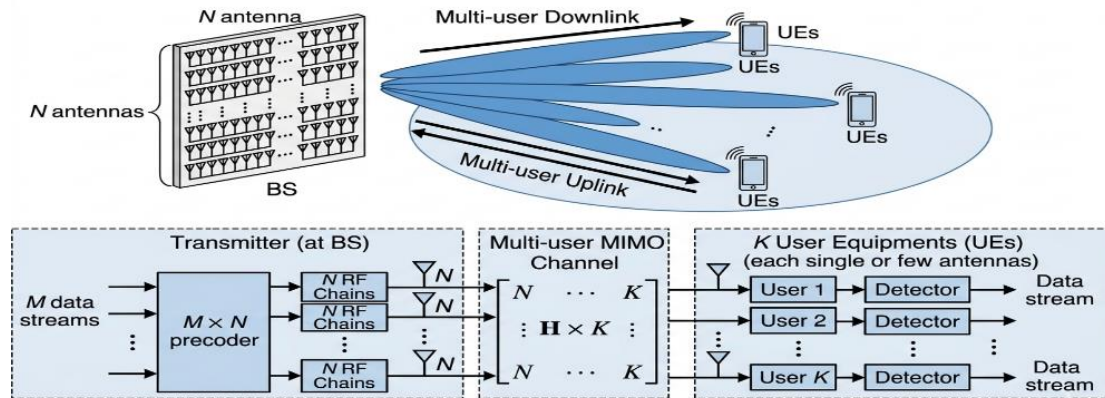 N antenna
N antennas
BS
Multi-user Downlink
UEs
UEs
UEs
Multi-user Uplink
UEs
Transmitter (at BS)
M data
streams
M × N
precoder
N RF
Chains
N
N RF
Chains
N
N RF
Chains
N
Multi-user MIMO
Channel
N ... K
⋮ H × K ⋮
N ... K
K User Equipments (UEs)
(each single or few antennas)
User 1
Detector
Data
stream
User 2
Detector
User K
Detector
Data
stream